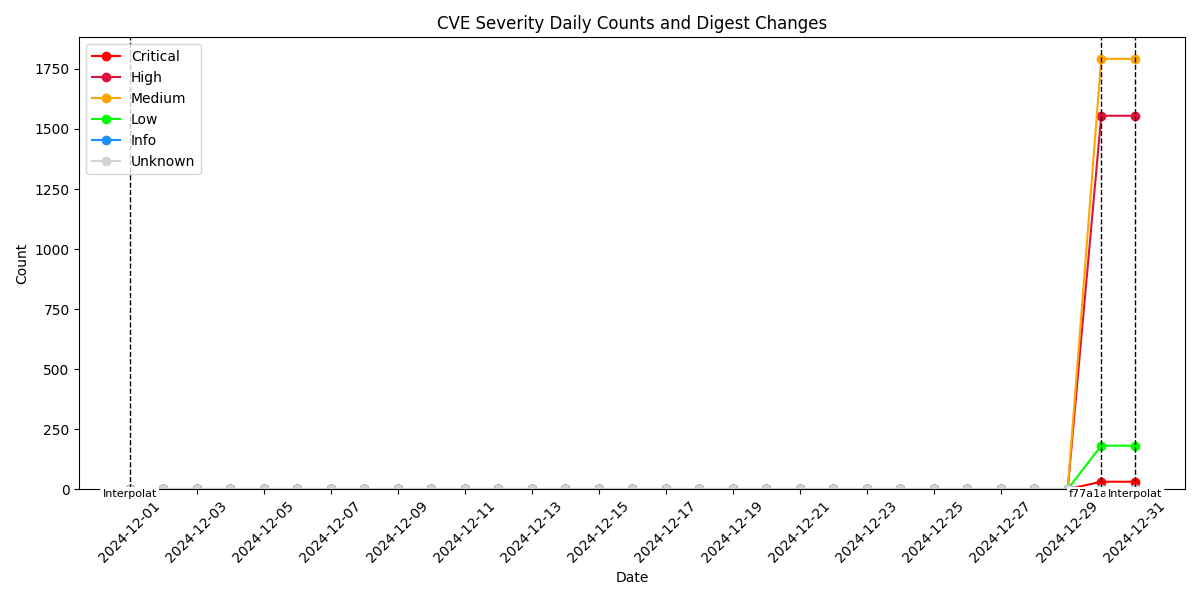 CVE Severity Daily Counts and Digest Changes
Critical
High
Medium
Low
Info
Unknown
Count
1750
1500
1250
1000
750
500
250
0
Interpolat
f77a1a
Interpolat
2024-12-01
2024-12-03
2024-12-05
2024-12-07
2024-12-09
2024-12-11
2024-12-13
2024-12-15
2024-12-17
2024-12-19
2024-12-21
2024-12-23
2024-12-25
2024-12-27
2024-12-29
2024-12-31
Date